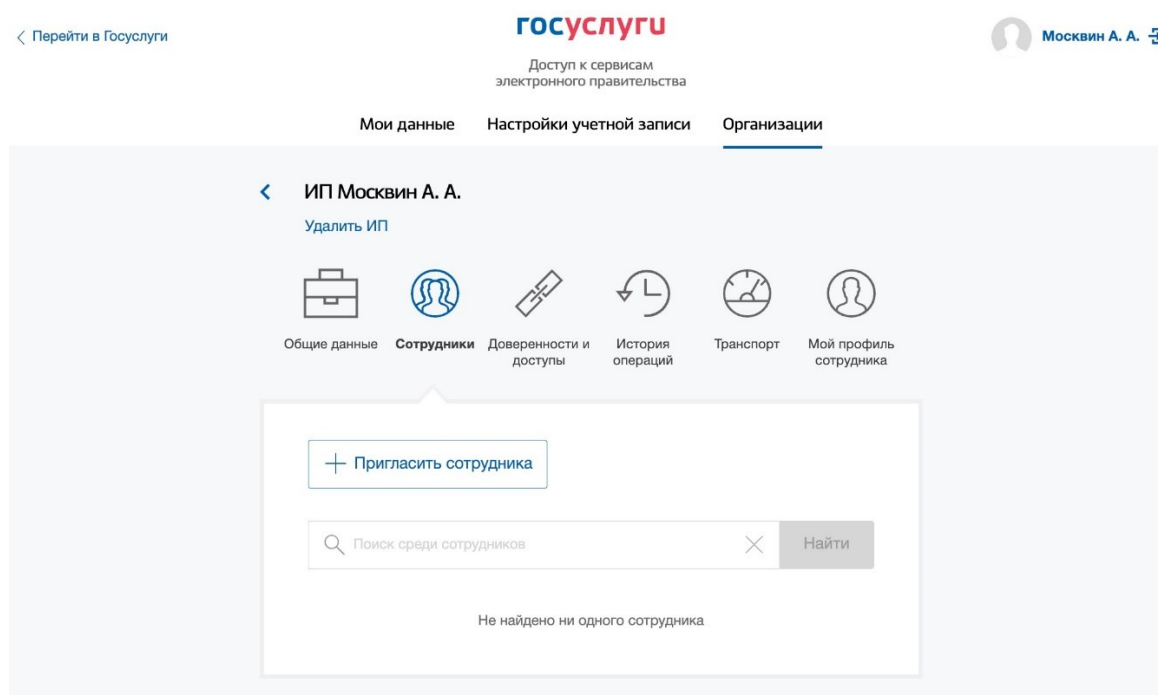 Перейти в Госуслуги
госуслуги
Москвин А. А.
Доступ к сервисам
электронного правительства
Мои данные
Настройки учетной записи
Организации
ИП Москвин А. А.
Удалить ИП
Общие данные
Сотрудники
Доверенности и
доступы
История
операций
Транспорт
Мой профиль
сотрудника
Пригласить сотрудника
Поиск среди сотрудников
Найти
Не найдено ни одного сотрудника